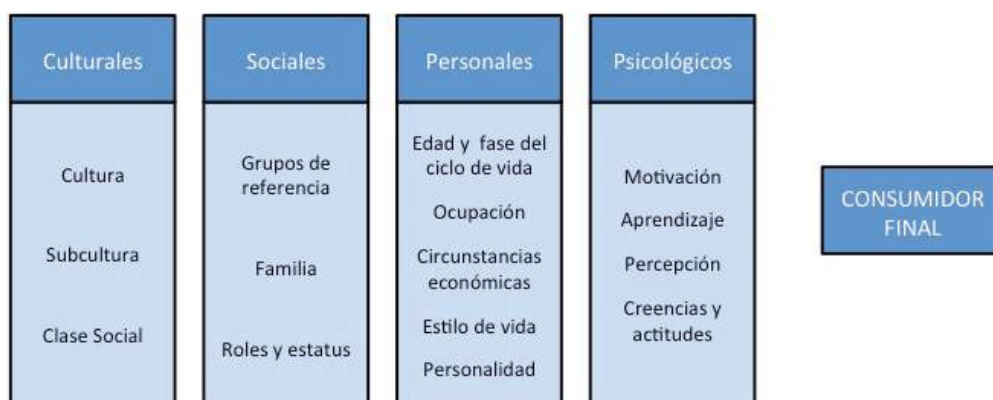 Culturales
Cultura
Subcultura
Clase Social
Sociales
Grupos de
referencia
Familia
Roles y estatus
Personales
Edad y fase del
ciclo de vida
Ocupación
Circunstancias
económicas
Estilo de vida
Personalidad
Psicológicos
Motivación
Aprendizaje
Percepción
Creencias y
actitudes
CONSUMIDOR
FINAL